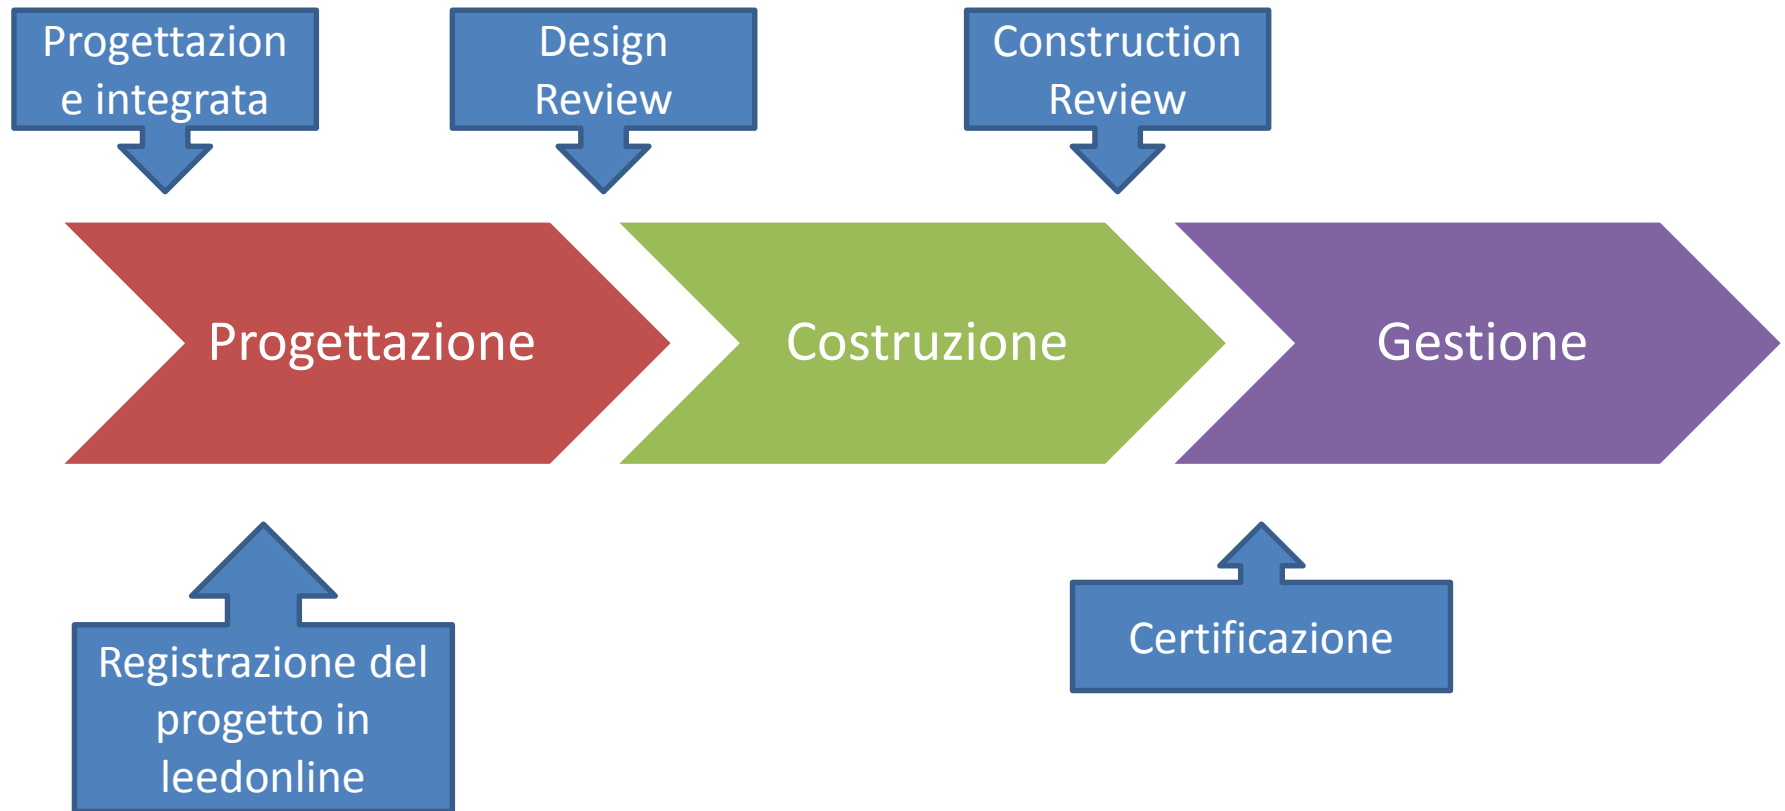 Progettazion
e integrata
Design
Review
Construction
Review
Progettazione
Costruzione
Gestione
Registrazione del
progetto in
leedonline
Certificazione